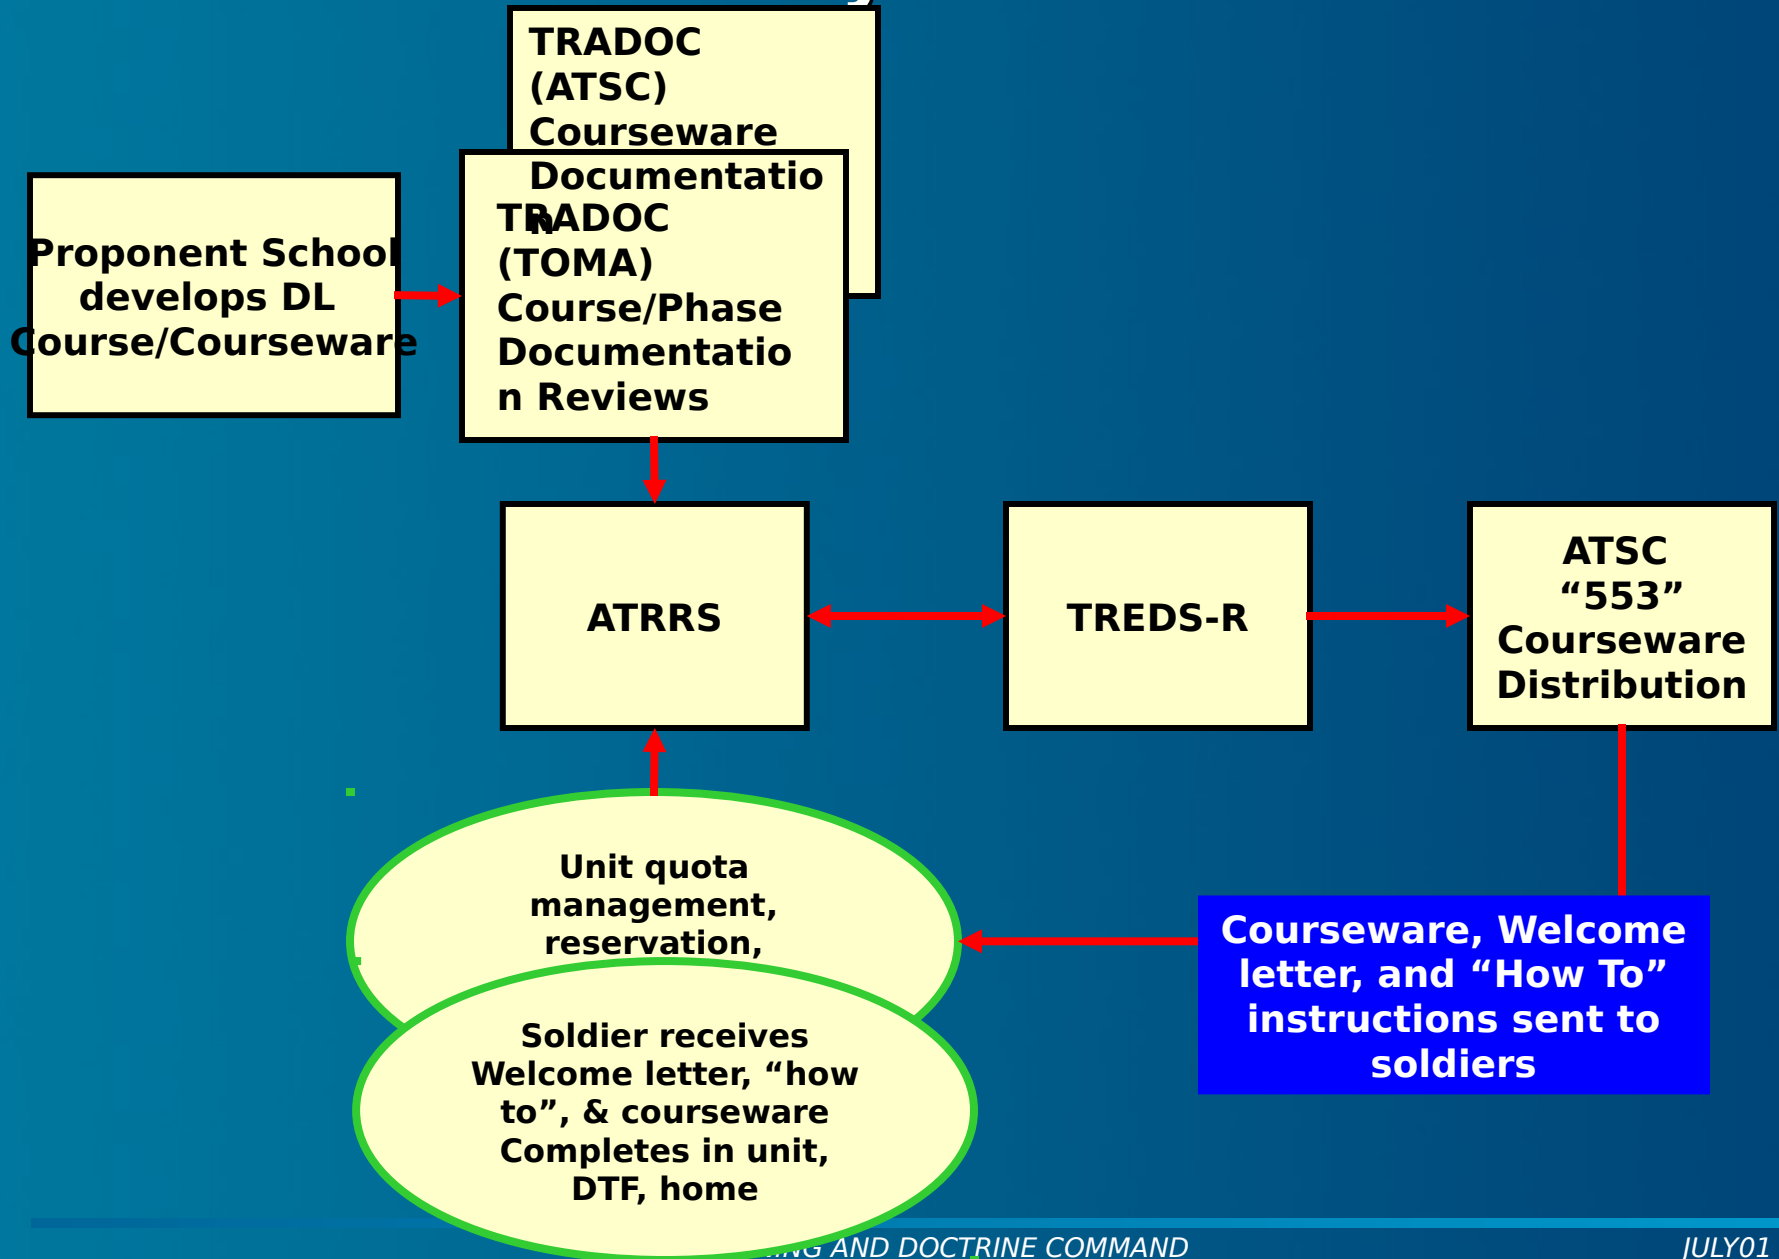 TRADOC
(ATSC)
Courseware
Documentatio
n
TRADOC
(TOMA)
Course/Phase
Documentatio
n Reviews
Proponent School
develops DL
Course/Courseware
ATRRS
TREDS-R
ATSC
“553”
Courseware
Distribution
Unit quota
management,
reservation,
Courseware, Welcome
letter, and “How To”
instructions sent to
soldiers
Soldier receives
Welcome letter, “how
to”, & courseware
Completes in unit,
DTF, home
AND DOCTRINE COMMAND
JULY01